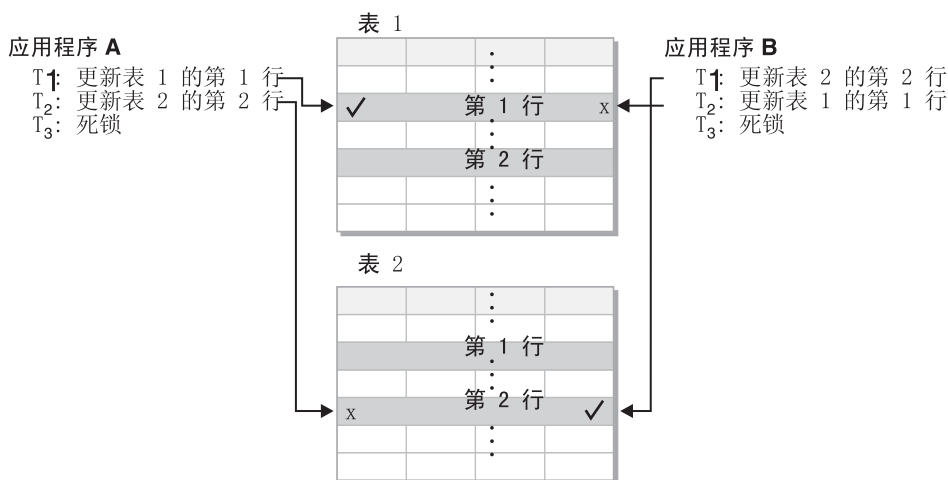 表 1
应用程序 A
T1: 更新表 1 的第 1 行
T2: 更新表 2 的第 2 行
T3: 死锁
应用程序 B
T1: 更新表 2 的第 2 行
T2: 更新表 1 的第 1 行
T3: 死锁
第 1 行
x
第 2 行
表 2
第 1 行
x
第 2 行